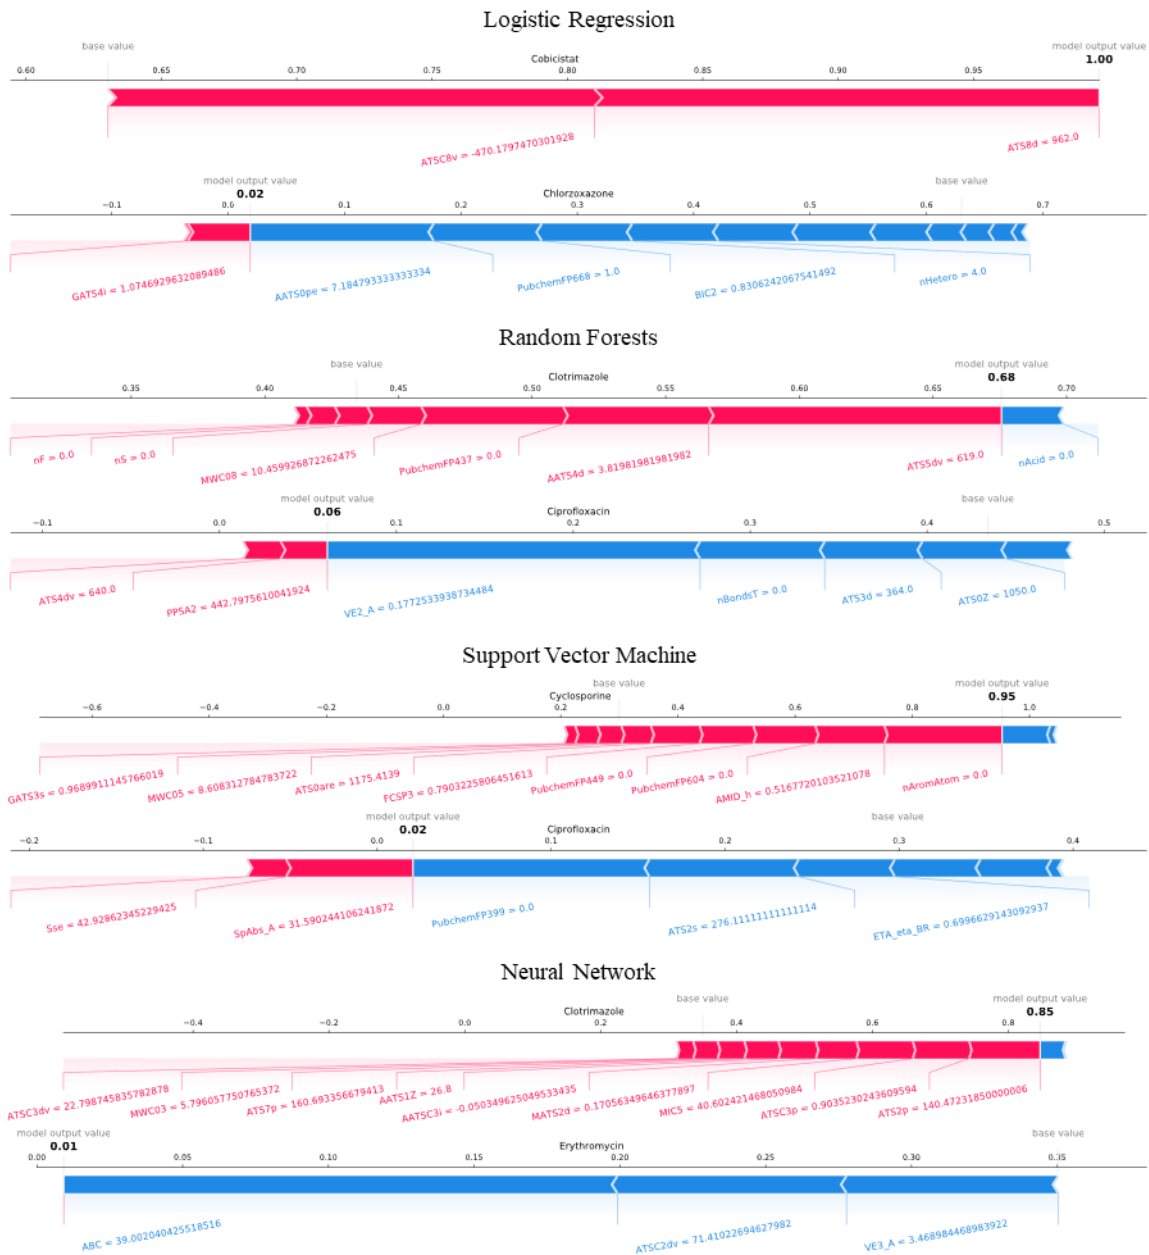 Logistic Regression
base value
model output value
Cobicistat
1.00
0.60 0.65 0.70 0.75 0.80 0.85 0.90 0.95
ATSC8v = -470.1797470301928
ATS8d = 962.0
model output value
base value
0.02
Chlorzoxazone
−0.1 0.0 0.1 0.2 0.3 0.4 0.5 0.6 0.7
GATS4i = 1.0746929632089486
AATS0pe = 7.184793333333334
PubchemFP668 = 1.0
BIC2 = 0.8306242067541492
nHetero = 4.0
Random Forests
base value
model output value
Clotrimazole
0.68
0.35 0.40 0.45 0.50 0.55 0.60 0.65 0.70
nF = 0.0
nS = 0.0
MWC08 = 10.459926872262475
PubchemFP437 = 0.0
AATS4d = 3.81981981981982
ATS5dv = 619.0
nAcid = 0.0
model output value
base value
0.06
Ciprofloxacin
−0.1 0.0 0.1 0.2 0.3 0.4 0.5
ATS4dv = 640.0
PPSA2 = 442.7975610041924
VE2_A = 0.1772533938734484
nBondsT = 0.0
ATS3d = 364.0
ATS0Z = 1050.0
Support Vector Machine
base value
model output value
Cyclosporine
0.95
−0.6 −0.4 −0.2 0.0 0.2 0.4 0.6 0.8 1.0
GATS3s = 0.9689911145766019
MWC05 = 8.608312784783722
ATS0are = 1175.4139
FCSP3 = 0.7903225806451613
PubchemFP449 = 0.0
PubchemFP604 = 0.0
AMID_h = 0.5167720103521078
nAromAtom = 0.0
model output value
base value
0.02
Ciprofloxacin
−0.2 −0.1 0.0 0.1 0.2 0.3 0.4
Sse = 42.92862345229425
SpAbs_A = 31.590244106241872
PubchemFP399 = 0.0
ATS2s = 276.11111111111114
ETA_eta_BR = 0.6996629143092937
Neural Network
base value
model output value
Clotrimazole
0.85
−0.4 −0.2 0.0 0.2 0.4 0.6 0.8
ATSC3dv = 22.798745835782878
MWC03 = 5.796057750765372
ATS7p = 160.693356679413
AATS1Z = 26.8
AATSC3i = -0.050349625049533435
MATS2d = 0.17056349646377897
MIC5 = 40.602421468050984
ATSC3p = 0.9035230243609594
ATS2p = 140.47231850000006
model output value
base value
0.01
Erythromycin
0.00 0.05 0.10 0.15 0.20 0.25 0.30 0.35
ABC = 39.002040425518516
ATSC2dv = 71.41022694627982
VE3_A = 3.468984468983922